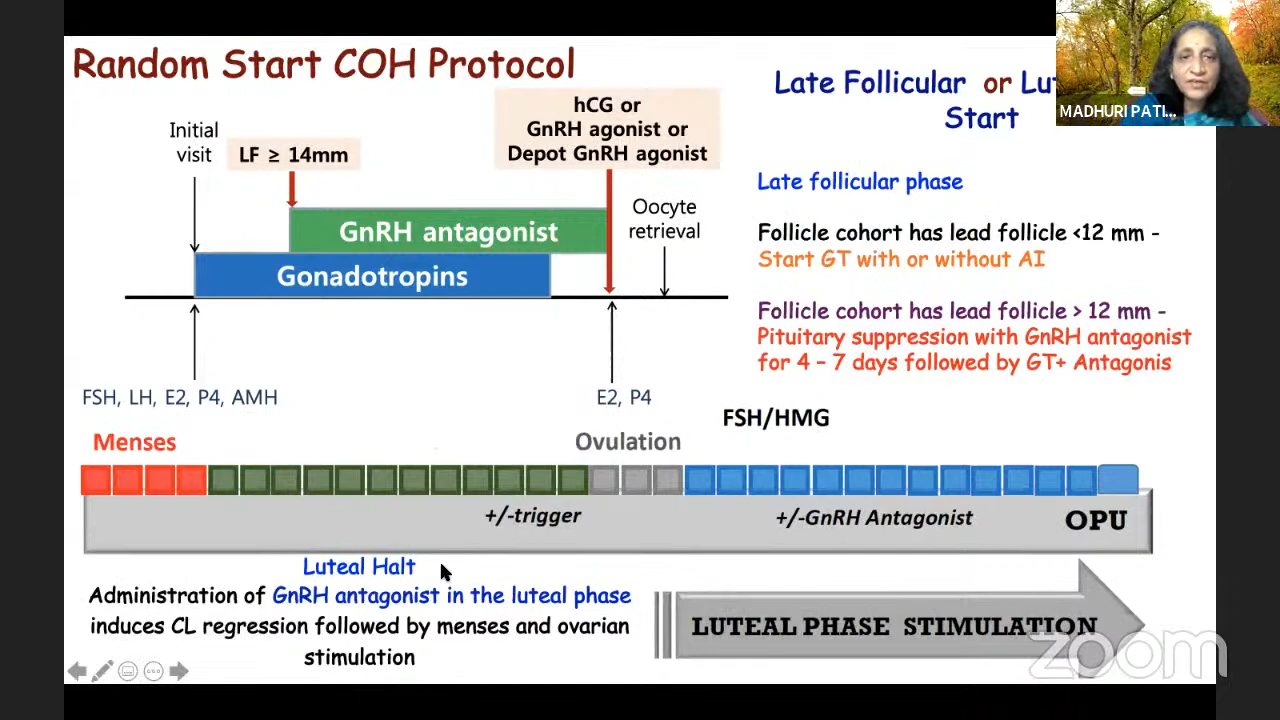 Random Start COH Protocol
Late Follicular or Lu
Start
MADHURI PATI...
Initial
visit
LF ≥ 14mm
hCG or
GnRH agonist or
Depot GnRH agonist
Oocyte
retrieval
GnRH antagonist
Gonadotropins
FSH, LH, E2, P4, AMH
E2, P4
Late follicular phase
Follicle cohort has lead follicle <12 mm -
Start GT with or without AI
Follicle cohort has lead follicle > 12 mm -
Pituitary suppression with GnRH antagonist
for 4 – 7 days followed by GT+ Antagonis
FSH/HMG
Menses
Ovulation
+/-trigger
+/-GnRH Antagonist
OPU
Luteal Halt
Administration of GnRH antagonist in the luteal phase
induces CL regression followed by menses and ovarian
stimulation
LUTEAL PHASE STIMULATION
zoom